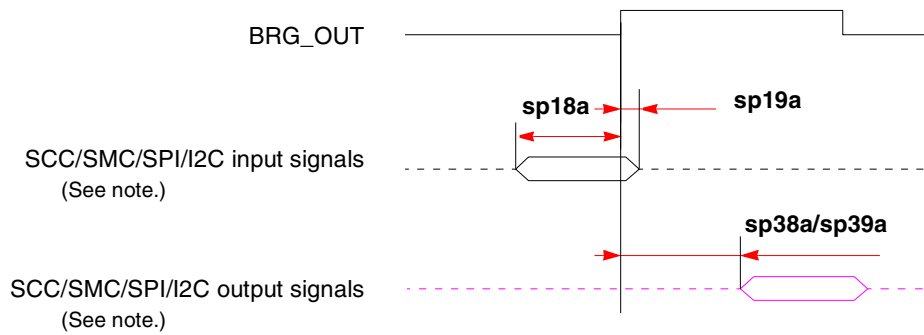 BRG_OUT
sp18a
sp19a
SCC/SMC/SPI/I2C input signals
(See note.)
sp38a/sp39a
SCC/SMC/SPI/I2C output signals
(See note.)